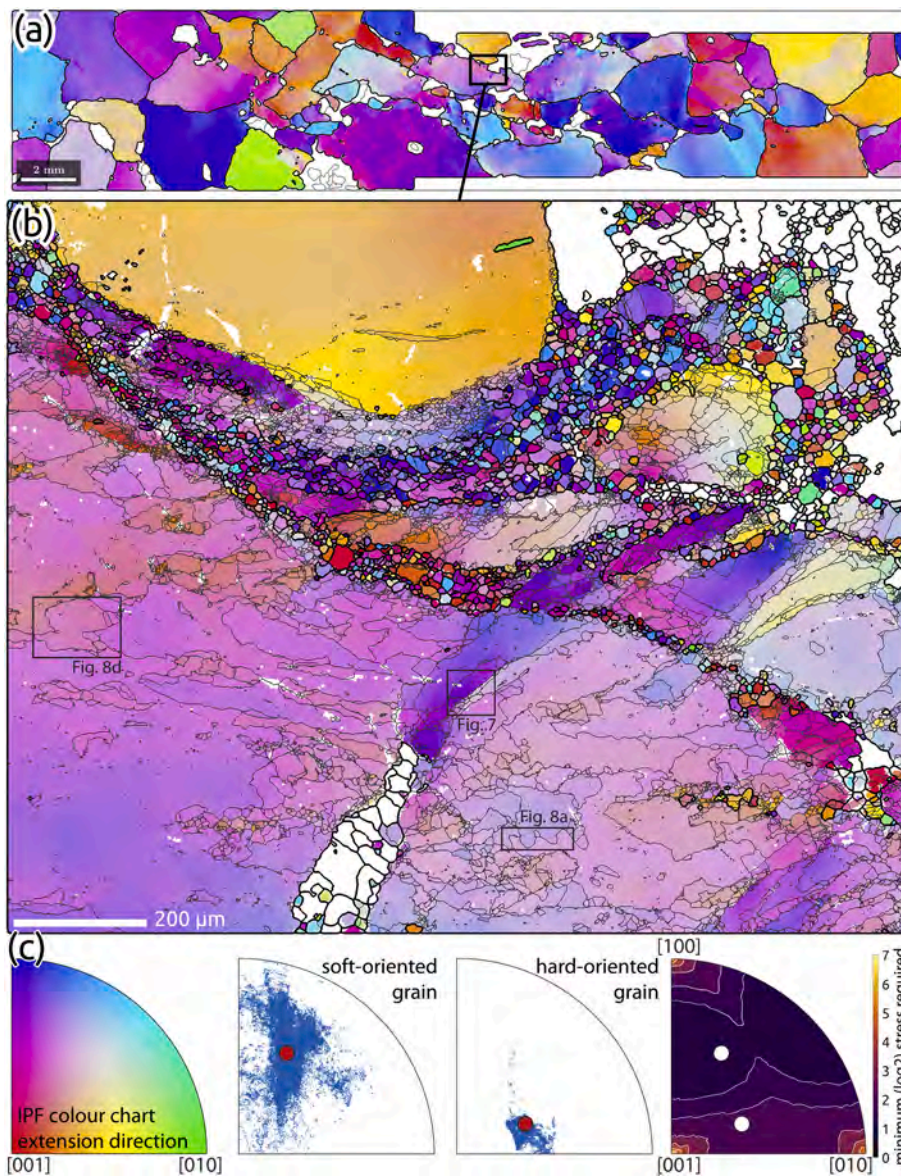 (a)
2 mm
(b)
Fig. 8d
Fig. 7
Fig. 8a
200 µm
(c)
soft-oriented
grain
hard-oriented
grain
[100]
7
6
5
4
3
2
1
0
minimum (log2) stress required
IPF colour chart
extension direction
[001]
[010]
[001]
[010]